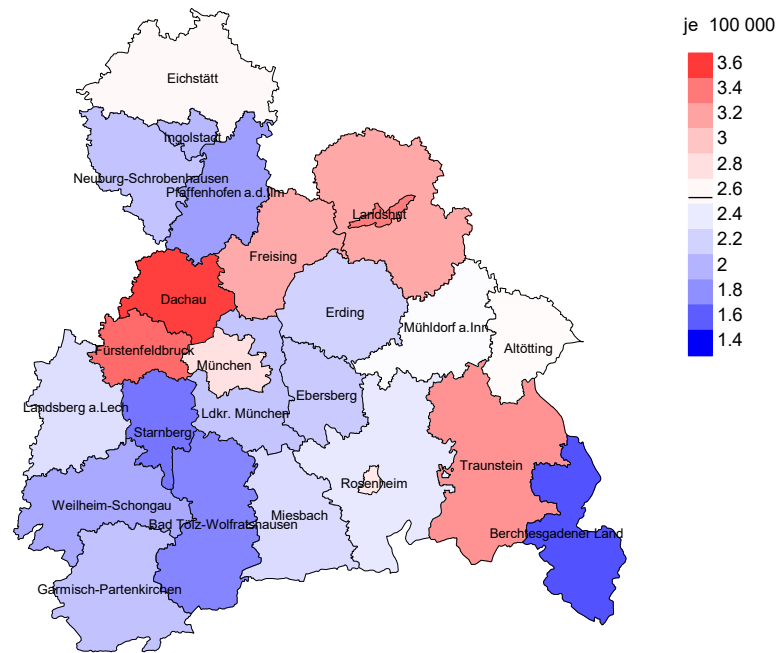 je 100 000
3.6
3.4
3.2
3
2.8
2.6
2.4
2.2
2
1.8
1.6
1.4
Eichstätt
Ingolstadt
Neuburg-Schrobenhausen
Pfaffenhofen a.d.Ilm
Landshut
Freising
Dachau
Erding
Mühldorf a.Inn
Altötting
Fürstenfeldbruck
München
Ebersberg
Landsberg a.Lech
Ldkr. München
Starnberg
Traunstein
Rosenheim
Weilheim-Schongau
Miesbach
Bad Tölz-Wolfratshausen
Berchtesgadener Land
Garmisch-Partenkirchen